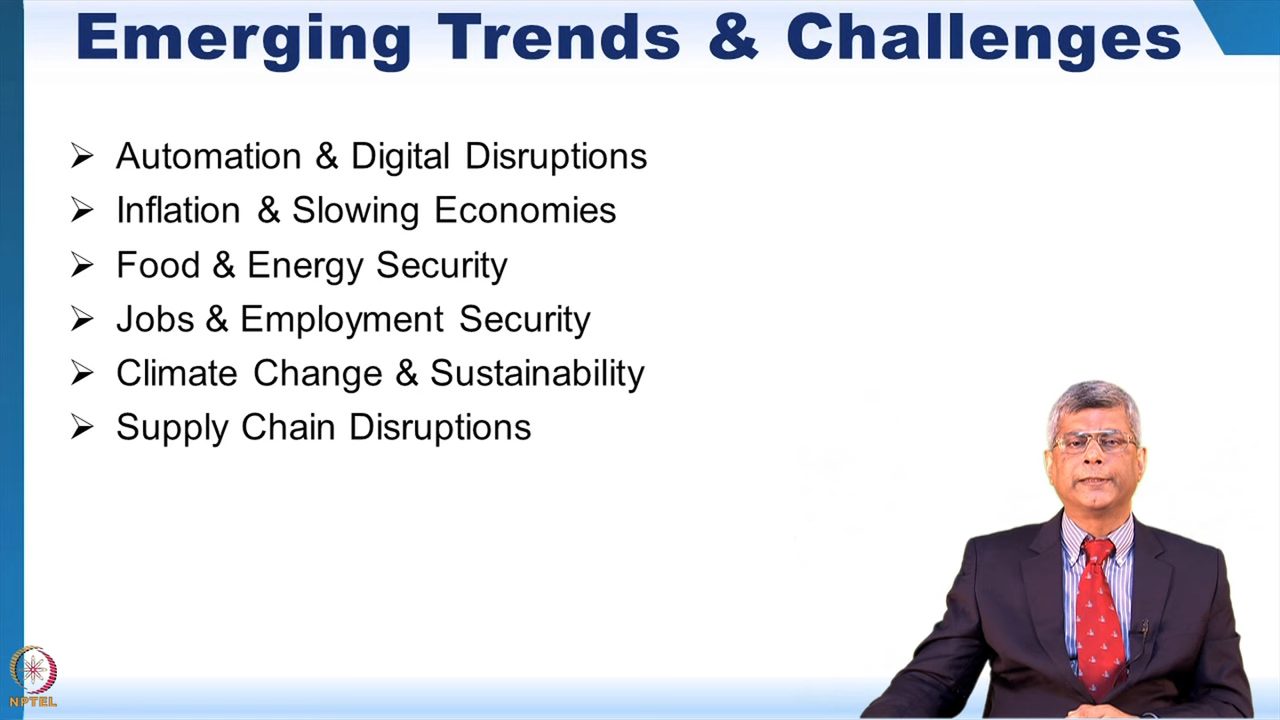 Emerging Trends & Challenges
➢ Automation & Digital Disruptions
➢ Inflation & Slowing Economies
➢ Food & Energy Security
➢ Jobs & Employment Security
➢ Climate Change & Sustainability
➢ Supply Chain Disruptions
NPTEL